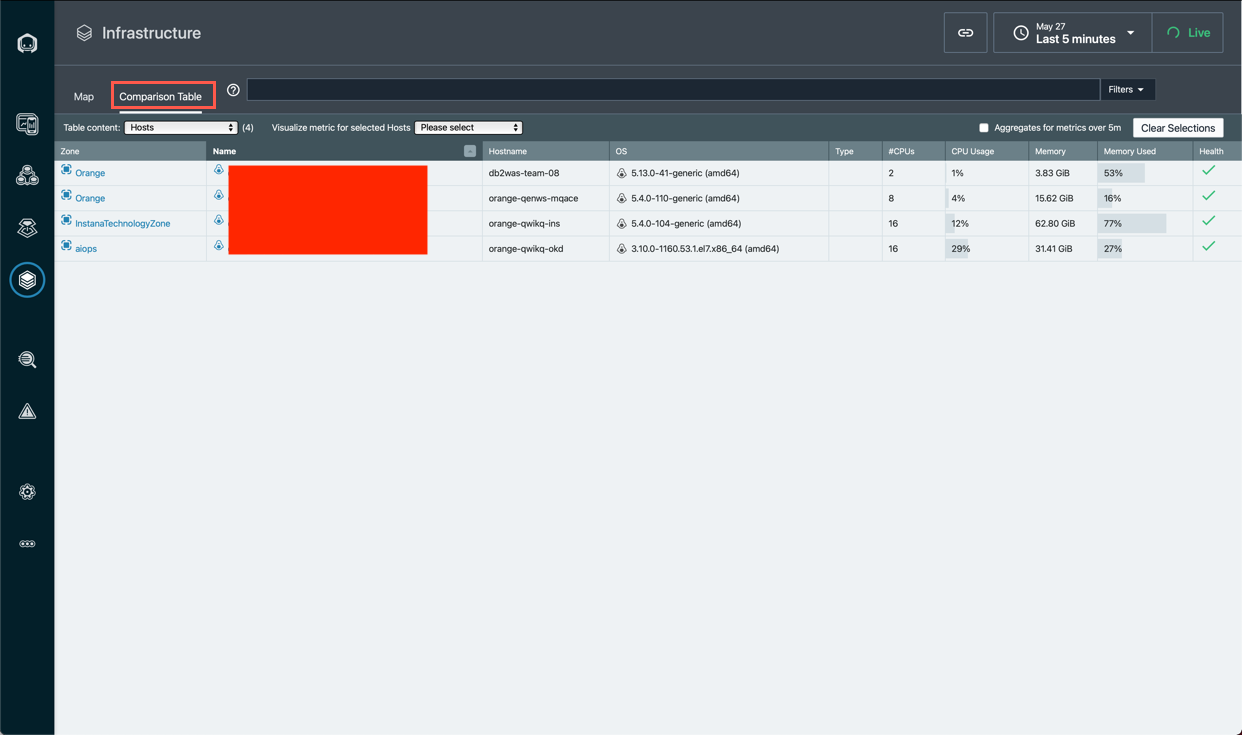 Infrastructure
May 27
Last 5 minutes
Live
Map Comparison Table
Filters
Table content: Hosts (4) Visualize metric for selected Hosts Please select Aggregates for metrics over 5m Clear Selections
Zone Name Hostname OS Type #CPUs CPU Usage Memory Memory Used Health
Orange db2was-team-08 5.13.0-41-generic (amd64) 2 1% 3.83 GiB 53%
Orange orange-qenws-mqace 5.4.0-110-generic (amd64) 8 4% 15.62 GiB 16%
InstanaTechnologyZone orange-qwikq-ins 5.4.0-104-generic (amd64) 16 12% 62.80 GiB 77%
aiops orange-qwikq-okd 3.10.0-1160.53.1.el7.x86_64 (amd64) 16 29% 31.41 GiB 27%